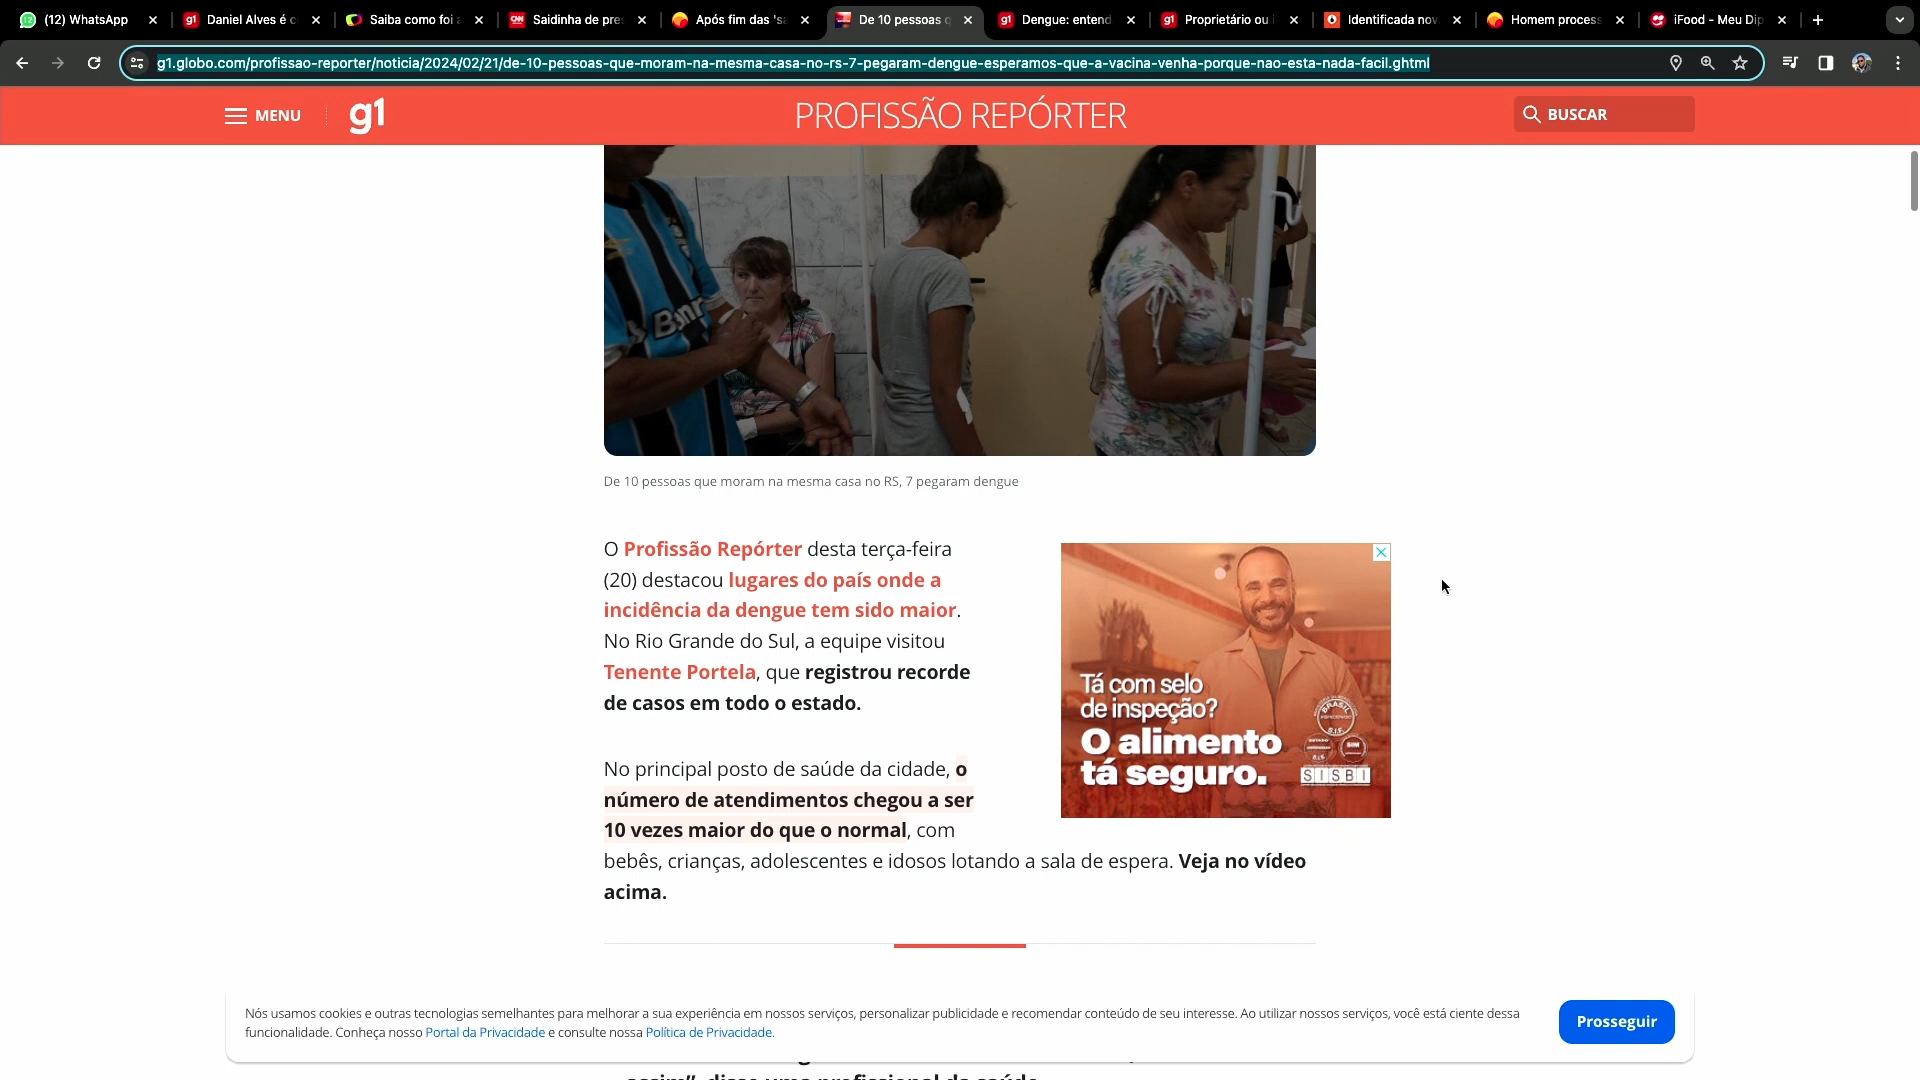 (12) WhatsApp
Daniel Alves é c
Saiba como foi a
Saidinha de pres
Após fim das 'sa
De 10 pessoas q
Dengue: entend
Proprietário ou i
Identificada nov
Homem process
iFood - Meu Dip
g1.globo.com/profissao-reporter/noticia/2024/02/21/de-10-pessoas-que-moram-na-mesma-casa-no-rs-7-pegaram-dengue-esperamos-que-a-vacina-venha-porque-nao-esta-nada-facil.ghtml
MENU
g1
PROFISSÃO REPÓRTER
BUSCAR
De 10 pessoas que moram na mesma casa no RS, 7 pegaram dengue
O Profissão Repórter desta terça-feira
(20) destacou lugares do país onde a
incidência da dengue tem sido maior.
No Rio Grande do Sul, a equipe visitou
Tenente Portela, que registrou recorde
de casos em todo o estado.
No principal posto de saúde da cidade, o
número de atendimentos chegou a ser
10 vezes maior do que o normal, com
bebês, crianças, adolescentes e idosos lotando a sala de espera. Veja no vídeo
acima.
Tá com selo
de inspeção?
O alimento
tá seguro.
BRASIL
S.I.F.
SIM
SISBI
Nós usamos cookies e outras tecnologias semelhantes para melhorar a sua experiência em nossos serviços, personalizar publicidade e recomendar conteúdo de seu interesse. Ao utilizar nossos serviços, você está ciente dessa
funcionalidade. Conheça nosso Portal da Privacidade e consulte nossa Política de Privacidade.
Prosseguir
assim", disse uma profissional da saúde